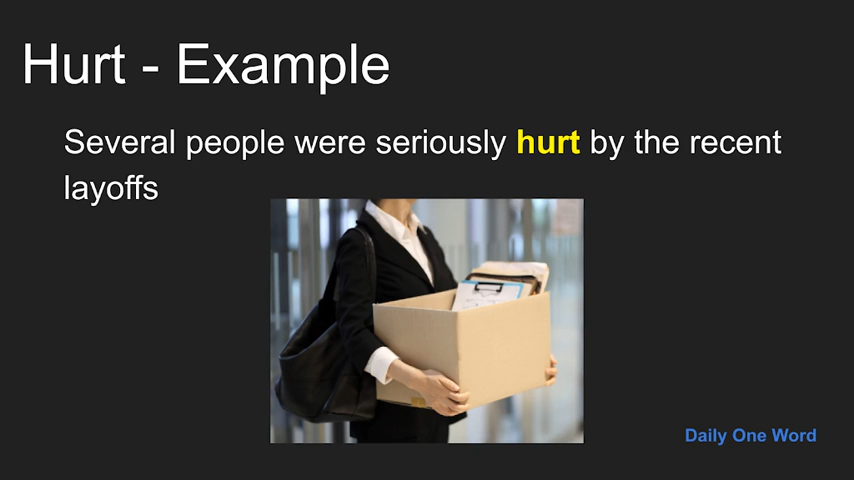 Hurt - Example
Several people were seriously hurt by the recent
layoffs
Daily One Word